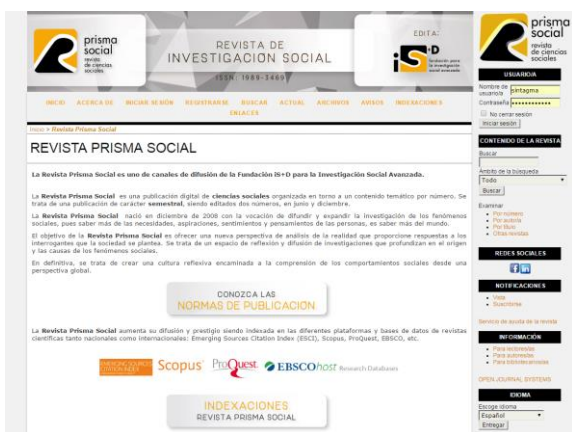 prisma
social
revista
de ciencias
sociales
REVISTA DE
INVESTIGACIÓN SOCIAL
ISSN: 1989-3469
EDITA:
iS+D
fundación para
la investigación
social avanzada
INICIO ACERCA DE INICIAR SESIÓN REGISTRARSE BUSCAR ACTUAL ARCHIVOS AVISOS INDEXACIONES
ENLACES
Inicio > Revista Prisma Social
REVISTA PRISMA SOCIAL
La Revista Prisma Social es uno de canales de difusión de la Fundación iS+D para la Investigación Social Avanzada.
La Revista Prisma Social es una publicación digital de ciencias sociales organizada en torno a un contenido temático por número. Se
trata de una publicación de carácter semestral, siendo editados dos números, en junio y diciembre.
La Revista Prisma Social nació en diciembre de 2008 con la vocación de difundir y expandir la investigación de los fenómenos
sociales, pues saber más de las necesidades, aspiraciones, sentimientos y pensamientos de las personas, es saber más del mundo.
El objetivo de la Revista Prisma Social es ofrecer una nueva perspectiva de análisis de la realidad que proporcione respuestas a los
interrogantes que la sociedad se plantea. Se trata de un espacio de reflexión y difusión de investigaciones que profundizan en el origen
y las causas de los fenómenos sociales.
En definitiva, se trata de crear una cultura reflexiva encaminada a la comprensión de los comportamientos sociales desde una
perspectiva global.
CONOZCA LAS
NORMAS DE PUBLICACIÓN
La Revista Prisma Social aumenta su difusión y prestigio siendo indexada en las diferentes plataformas y bases de datos de revistas
científicas tanto nacionales como internacionales: Emerging Sources Citation Index (ESCI), Scopus, ProQuest, EBSCO, etc.
EMERGING SOURCES
CITATION INDEX
Scopus
ProQuest
EBSCOhost Research Databases
INDEXACIONES
REVISTA PRISMA SOCIAL
prisma
social
revista
de ciencias
sociales
USUARIO/A
Nombre de
usuario/a sintagma
Contraseña
No cerrar sesión
Iniciar sesión
CONTENIDO DE LA REVISTA
Buscar
Ámbito de la búsqueda
Todo
Buscar
Examinar
Por número
Por autor/a
Por título
Otras revistas
REDES SOCIALES
f in
NOTIFICACIONES
Vista
Suscribirse
Servicio de ayuda de la revista
INFORMACIÓN
Para lectores/as
Para autores/as
Para bibliotecarios/as
OPEN JOURNAL SYSTEMS
IDIOMA
Escoge idioma
Español
Entregar